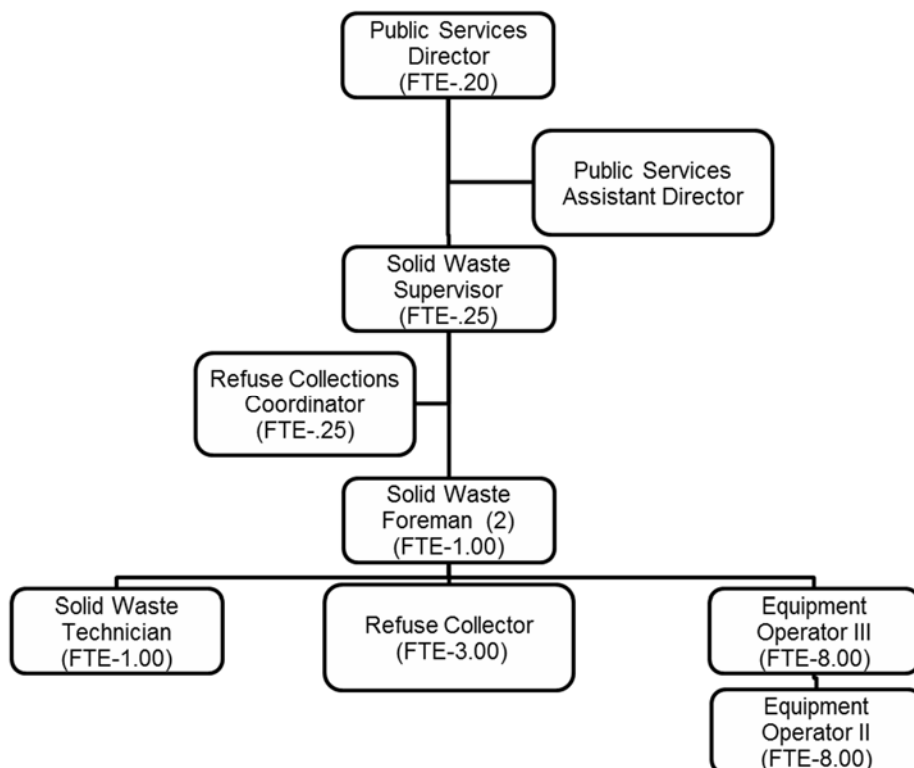 Public Services
Director
(FTE-.20)
Public Services
Assistant Director
Solid Waste
Supervisor
(FTE-.25)
Refuse Collections
Coordinator
(FTE-.25)
Solid Waste
Foreman (2)
(FTE-1.00)
Solid Waste
Technician
(FTE-1.00)
Refuse Collector
(FTE-3.00)
Equipment
Operator III
(FTE-8.00)
Equipment
Operator II
(FTE-8.00)